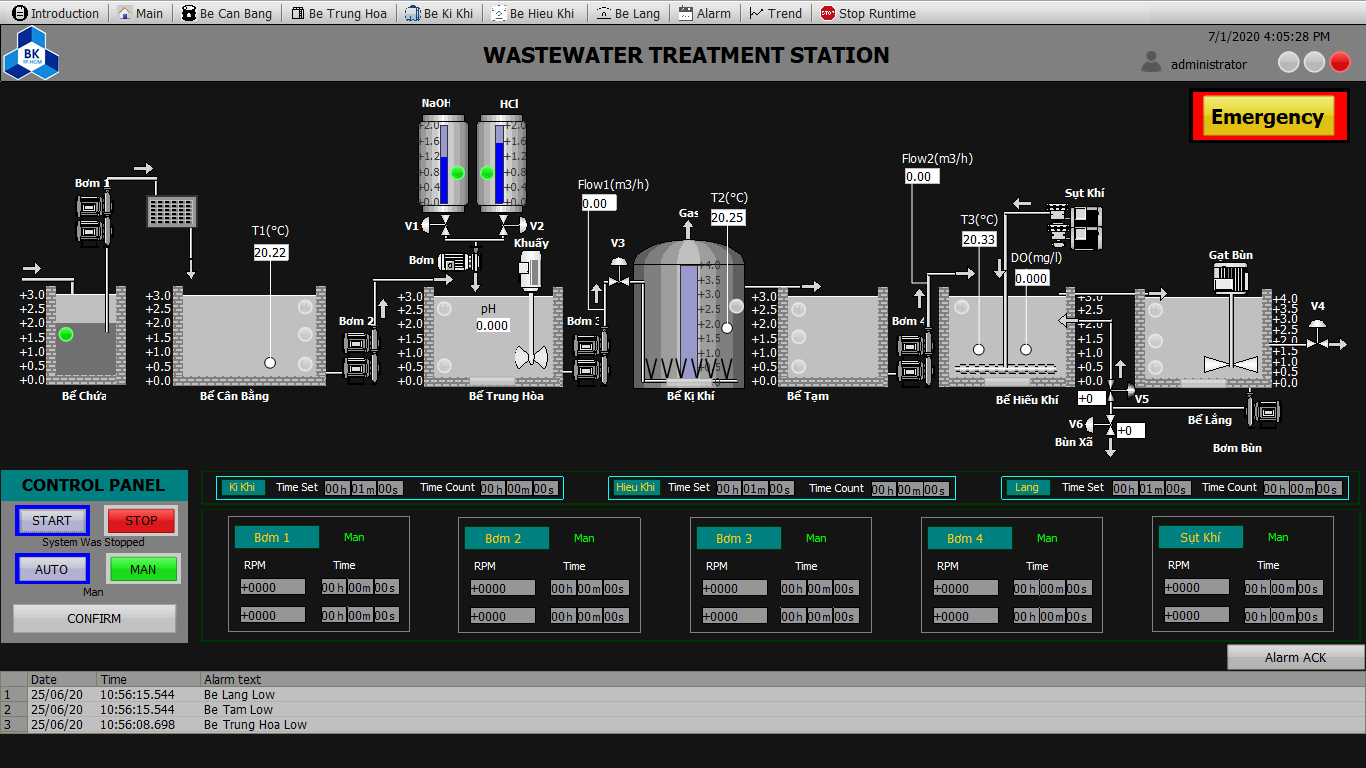 Introduction Main Be Can Bang Be Trung Hoa Be Ki Khi Be Hieu Khi Be Lang Alarm Trend STOP Stop Runtime
BK
TP.HCM
WASTEWATER TREATMENT STATION
7/1/2020 4:05:28 PM
administrator
Emergency
NaOH HCl
+2.0 +2.0
+1.6 +1.6
+1.2 +1.2
+0.8 +0.8
+0.4 +0.4
+0.0 +0.0
V1 V2
Bơm 1
T1(°C)
20.22
Bơm
Khuấy
Flow1(m3/h)
0.00
V3
Gas
T2(°C)
20.25
Flow2(m3/h)
0.00
T3(°C)
20.33
DO(mg/l)
0.000
Sụt Khí
Gạt Bùn
V4
+3.0
+2.5
+2.0
+1.5
+1.0
+0.5
+0.0
Bể Chứa
+3.0
+2.5
+2.0
+1.5
+1.0
+0.5
+0.0
Bể Cân Bằng
Bơm 2
+3.0
+2.5
+2.0
+1.5
+1.0
+0.5
+0.0
pH
0.000
Bể Trung Hòa
Bơm 3
+4.0
+3.5
+3.0
+2.5
+2.0
+1.5
+1.0
+0.5
Bể Kị Khí
+3.0
+2.5
+2.0
+1.5
+1.0
+0.5
+0.0
Bể Tạm
Bơm 4
Bể Hiếu Khí
+3.0
+2.5
+2.0
+1.5
+1.0
+0.5
+0.0
+0
V5
V6
+0
Bùn Xã
Bể Lắng
+4.0
+3.5
+3.0
+2.5
+2.0
+1.5
+1.0
+0.5
+0.0
Bơm Bùn
CONTROL PANEL
START STOP
System Was Stopped
AUTO MAN
Man
CONFIRM
Ki Khi Time Set 00 h 01 m 00 s Time Count 00 h 00 m 00 s
Hieu Khi Time Set 00 h 01 m 00 s Time Count 00 h 00 m 00 s
Lang Time Set 00 h 01 m 00 s Time Count 00 h 00 m 00 s
Bơm 1 Man
RPM Time
+0000 00 h 00 m 00 s
+0000 00 h 00 m 00 s
Bơm 2 Man
RPM Time
+0000 00 h 00 m 00 s
+0000 00 h 00 m 00 s
Bơm 3 Man
RPM Time
+0000 00 h 00 m 00 s
+0000 00 h 00 m 00 s
Bơm 4 Man
RPM Time
+0000 00 h 00 m 00 s
+0000 00 h 00 m 00 s
Sụt Khí Man
RPM Time
+0000 00 h 00 m 00 s
+0000 00 h 00 m 00 s
Alarm ACK
Date Time Alarm text
1 25/06/20 10:56:15.544 Be Lang Low
2 25/06/20 10:56:15.544 Be Tam Low
3 25/06/20 10:56:08.698 Be Trung Hoa Low